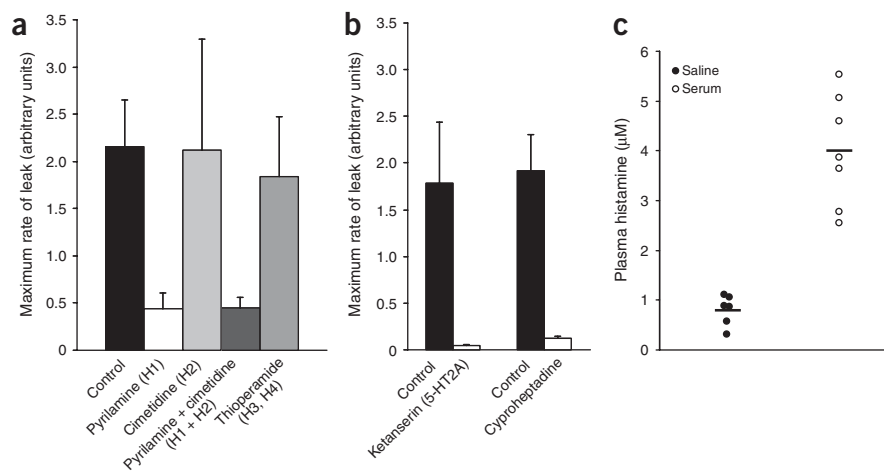 a
Maximum rate of leak (arbitrary units)
3.5
3.0
2.5
2.0
1.5
1.0
0.5
0
Control
Pyrilamine (H1)
Cimetidine (H2)
Pyrilamine + cimetidine
(H1 + H2)
Thioperamide
(H3, H4)
b
Maximum rate of leak (arbitrary units)
3.5
3.0
2.5
2.0
1.5
1.0
0.5
0
Control
Ketanserin (5-HT2A)
Control
Cyproheptadine
c
Plasma histamine (μM)
6
5
4
3
2
1
0
Saline
Serum